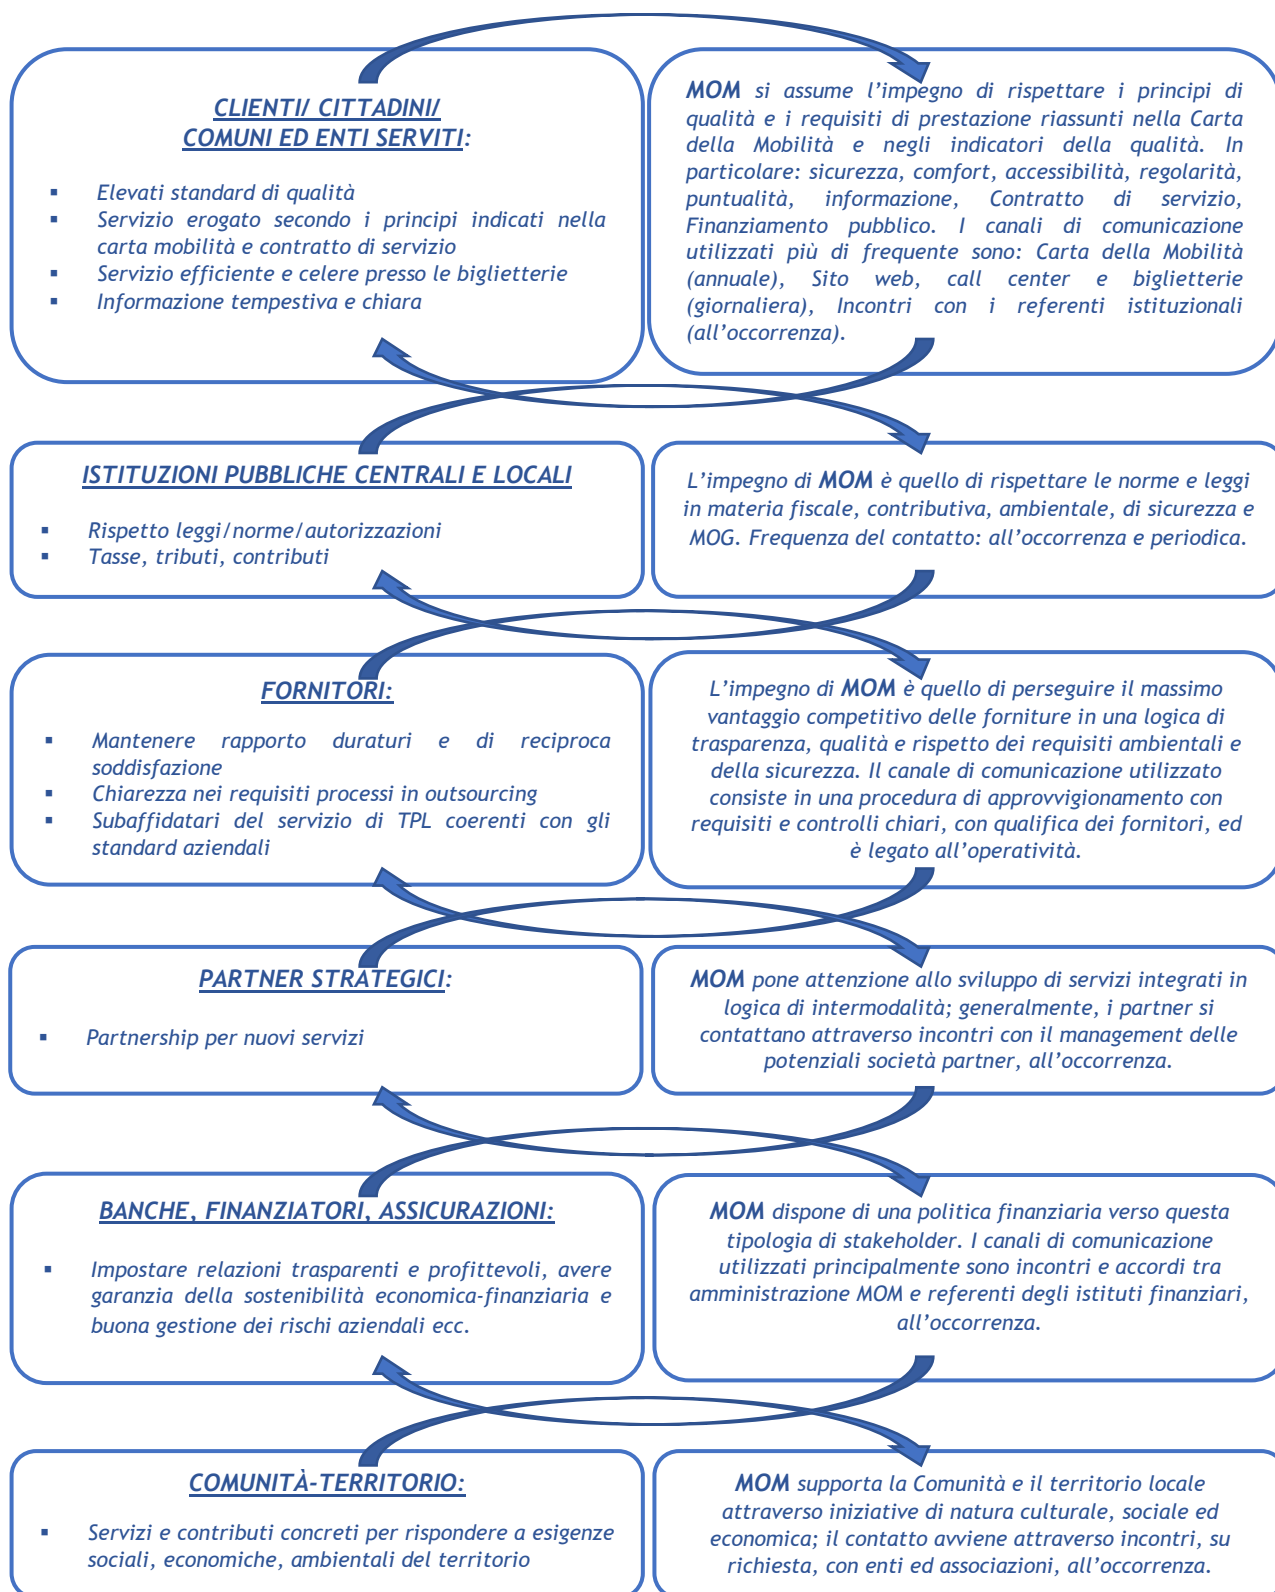 CLIENTI/ CITTADINI/
COMUNI ED ENTI SERVITI:
▪ Elevati standard di qualità
▪ Servizio erogato secondo i principi indicati nella
carta mobilità e contratto di servizio
▪ Servizio efficiente e celere presso le biglietterie
▪ Informazione tempestiva e chiara
MOM si assume l’impegno di rispettare i principi di
qualità e i requisiti di prestazione riassunti nella Carta
della Mobilità e negli indicatori della qualità. In
particolare: sicurezza, comfort, accessibilità, regolarità,
puntualità, informazione, Contratto di servizio,
Finanziamento pubblico. I canali di comunicazione
utilizzati più di frequente sono: Carta della Mobilità
(annuale), Sito web, call center e biglietterie
(giornaliera), Incontri con i referenti istituzionali
(all’occorrenza).
ISTITUZIONI PUBBLICHE CENTRALI E LOCALI
▪ Rispetto leggi/norme/autorizzazioni
▪ Tasse, tributi, contributi
L’impegno di MOM è quello di rispettare le norme e leggi
in materia fiscale, contributiva, ambientale, di sicurezza e
MOG. Frequenza del contatto: all’occorrenza e periodica.
FORNITORI:
▪ Mantenere rapporto duraturi e di reciproca
soddisfazione
▪ Chiarezza nei requisiti processi in outsourcing
▪ Subaffidatari del servizio di TPL coerenti con gli
standard aziendali
L’impegno di MOM è quello di perseguire il massimo
vantaggio competitivo delle forniture in una logica di
trasparenza, qualità e rispetto dei requisiti ambientali e
della sicurezza. Il canale di comunicazione utilizzato
consiste in una procedura di approvvigionamento con
requisiti e controlli chiari, con qualifica dei fornitori, ed
è legato all’operatività.
PARTNER STRATEGICI:
▪ Partnership per nuovi servizi
MOM pone attenzione allo sviluppo di servizi integrati in
logica di intermodalità; generalmente, i partner si
contattano attraverso incontri con il management delle
potenziali società partner, all’occorrenza.
BANCHE, FINANZIATORI, ASSICURAZIONI:
▪ Impostare relazioni trasparenti e profittevoli, avere
garanzia della sostenibilità economica-finanziaria e
buona gestione dei rischi aziendali ecc.
MOM dispone di una politica finanziaria verso questa
tipologia di stakeholder. I canali di comunicazione
utilizzati principalmente sono incontri e accordi tra
amministrazione MOM e referenti degli istituti finanziari,
all’occorrenza.
COMUNITÀ-TERRITORIO:
▪ Servizi e contributi concreti per rispondere a esigenze
sociali, economiche, ambientali del territorio
MOM supporta la Comunità e il territorio locale
attraverso iniziative di natura culturale, sociale ed
economica; il contatto avviene attraverso incontri, su
richiesta, con enti ed associazioni, all’occorrenza.